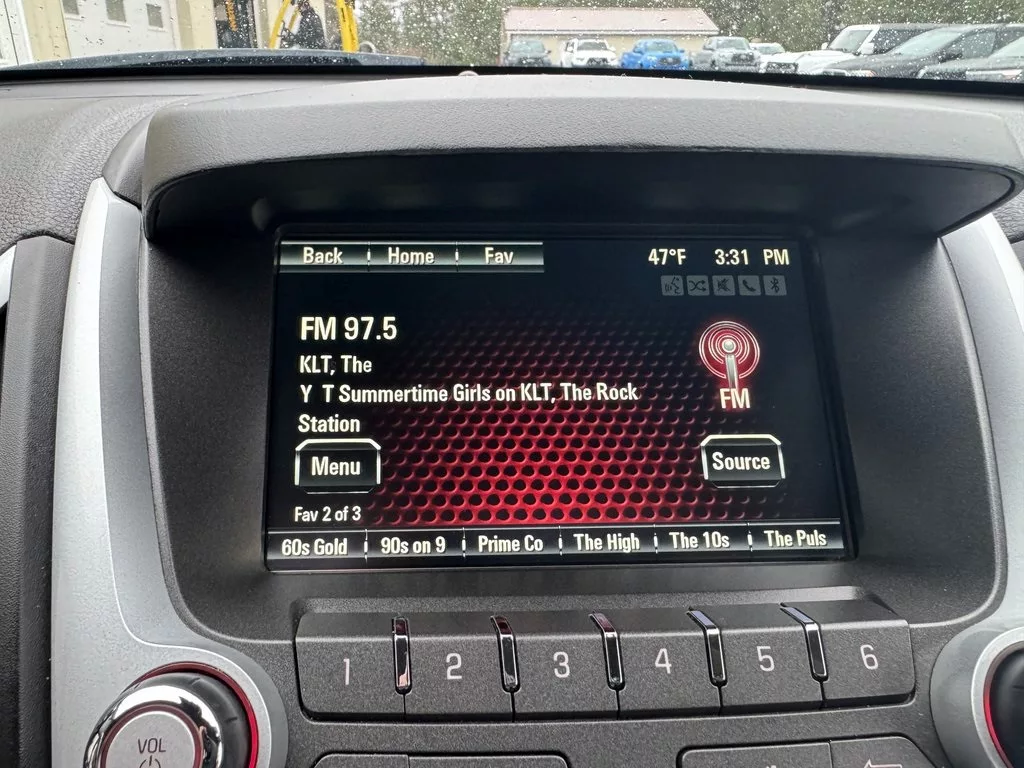 Back Home Fav 47°F 3:31 PM
FM 97.5
KLT, The
Y T Summertime Girls on KLT, The Rock
Station
FM
Menu Source
Fav 2 of 3
60s Gold 90s on 9 Prime Co The High The 10s The Puls
1 2 3 4 5 6
VOL